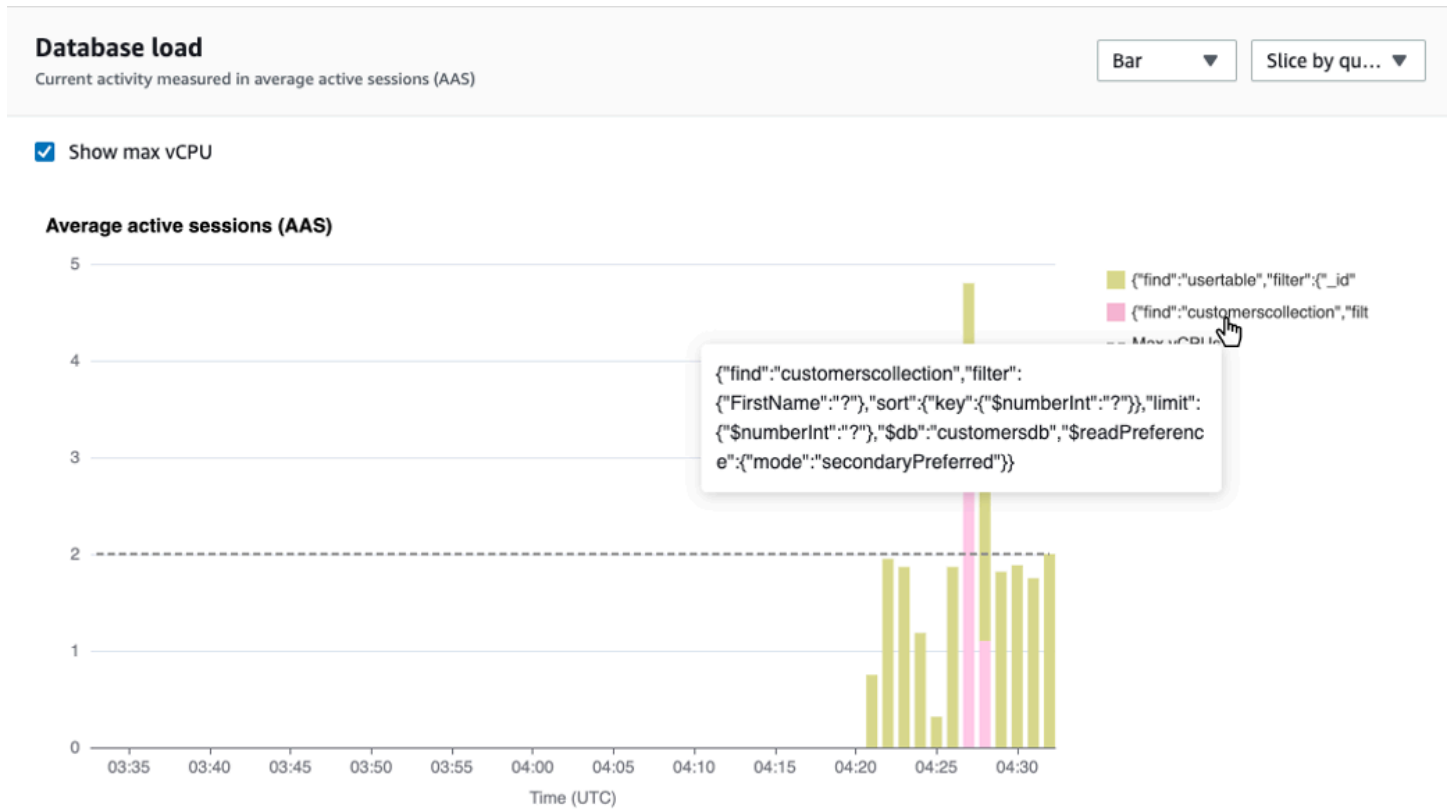 Database load
Current activity measured in average active sessions (AAS)
Bar
Slice by qu...
Show max vCPU
Average active sessions (AAS)
5
4
3
2
1
0
{"find":"usertable","filter":{"_id"
{"find":"customerscollection","filt
Max vCPUs
{"find":"customerscollection","filter":
{"FirstName":"?"},"sort":{"key":{"$numberInt":"?"}},"limit":
{"$numberInt":"?"},"$db":"customersdb","$readPreferenc
e":{"mode":"secondaryPreferred"}}
03:35 03:40 03:45 03:50 03:55 04:00 04:05 04:10 04:15 04:20 04:25 04:30
Time (UTC)